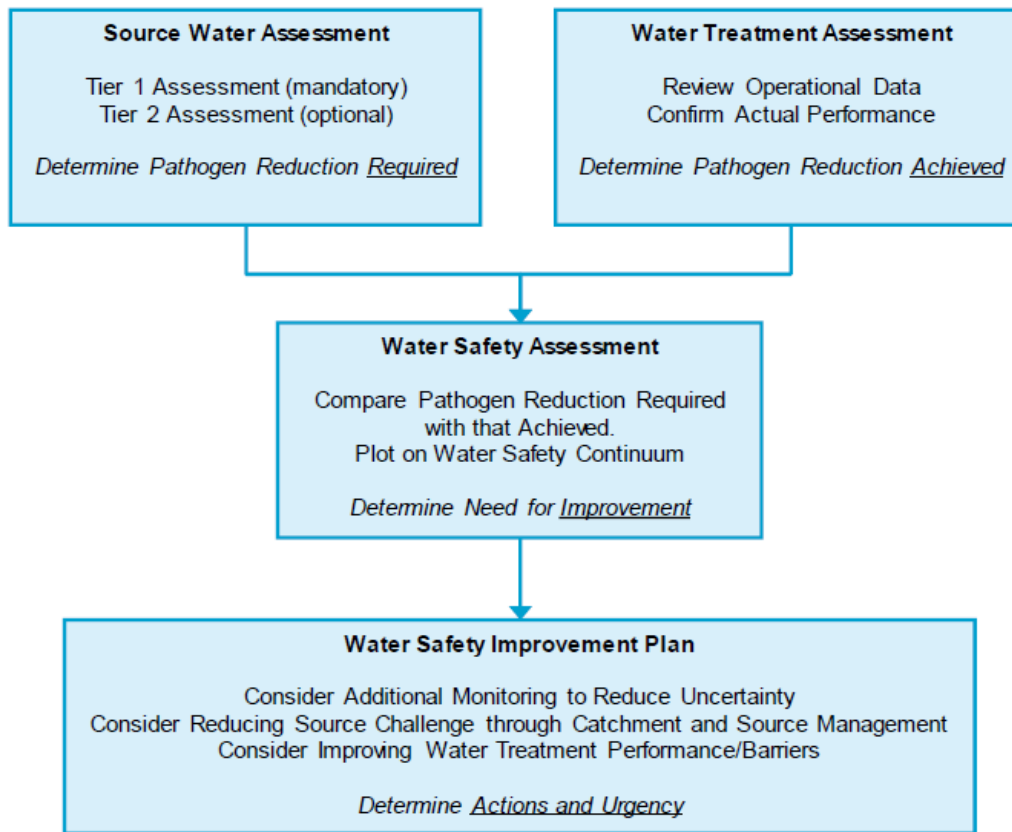 Source Water Assessment
Tier 1 Assessment (mandatory)
Tier 2 Assessment (optional)
Determine Pathogen Reduction Required
Water Treatment Assessment
Review Operational Data
Confirm Actual Performance
Determine Pathogen Reduction Achieved
Water Safety Assessment
Compare Pathogen Reduction Required
with that Achieved.
Plot on Water Safety Continuum
Determine Need for Improvement
Water Safety Improvement Plan
Consider Additional Monitoring to Reduce Uncertainty
Consider Reducing Source Challenge through Catchment and Source Management
Consider Improving Water Treatment Performance/Barriers
Determine Actions and Urgency